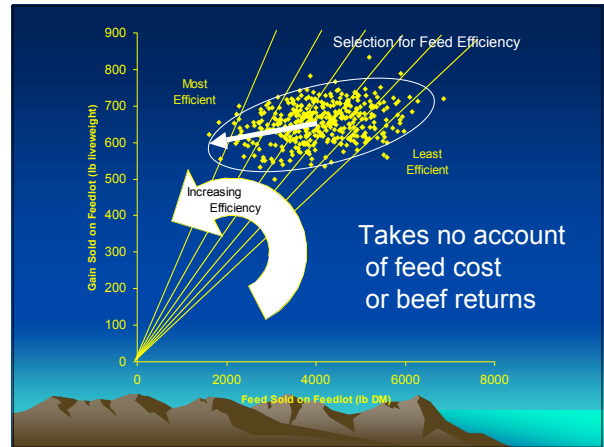 Selection for Feed Efficiency
900
800
700
600
500
400
300
200
100
0
Gain Sold on Feedlot (lb liveweight)
Most
Efficient
Least
Efficient
Increasing
Efficiency
Takes no account
of feed cost
or beef returns
0
2000
4000
6000
8000
Feed Sold on Feedlot (lb DM)